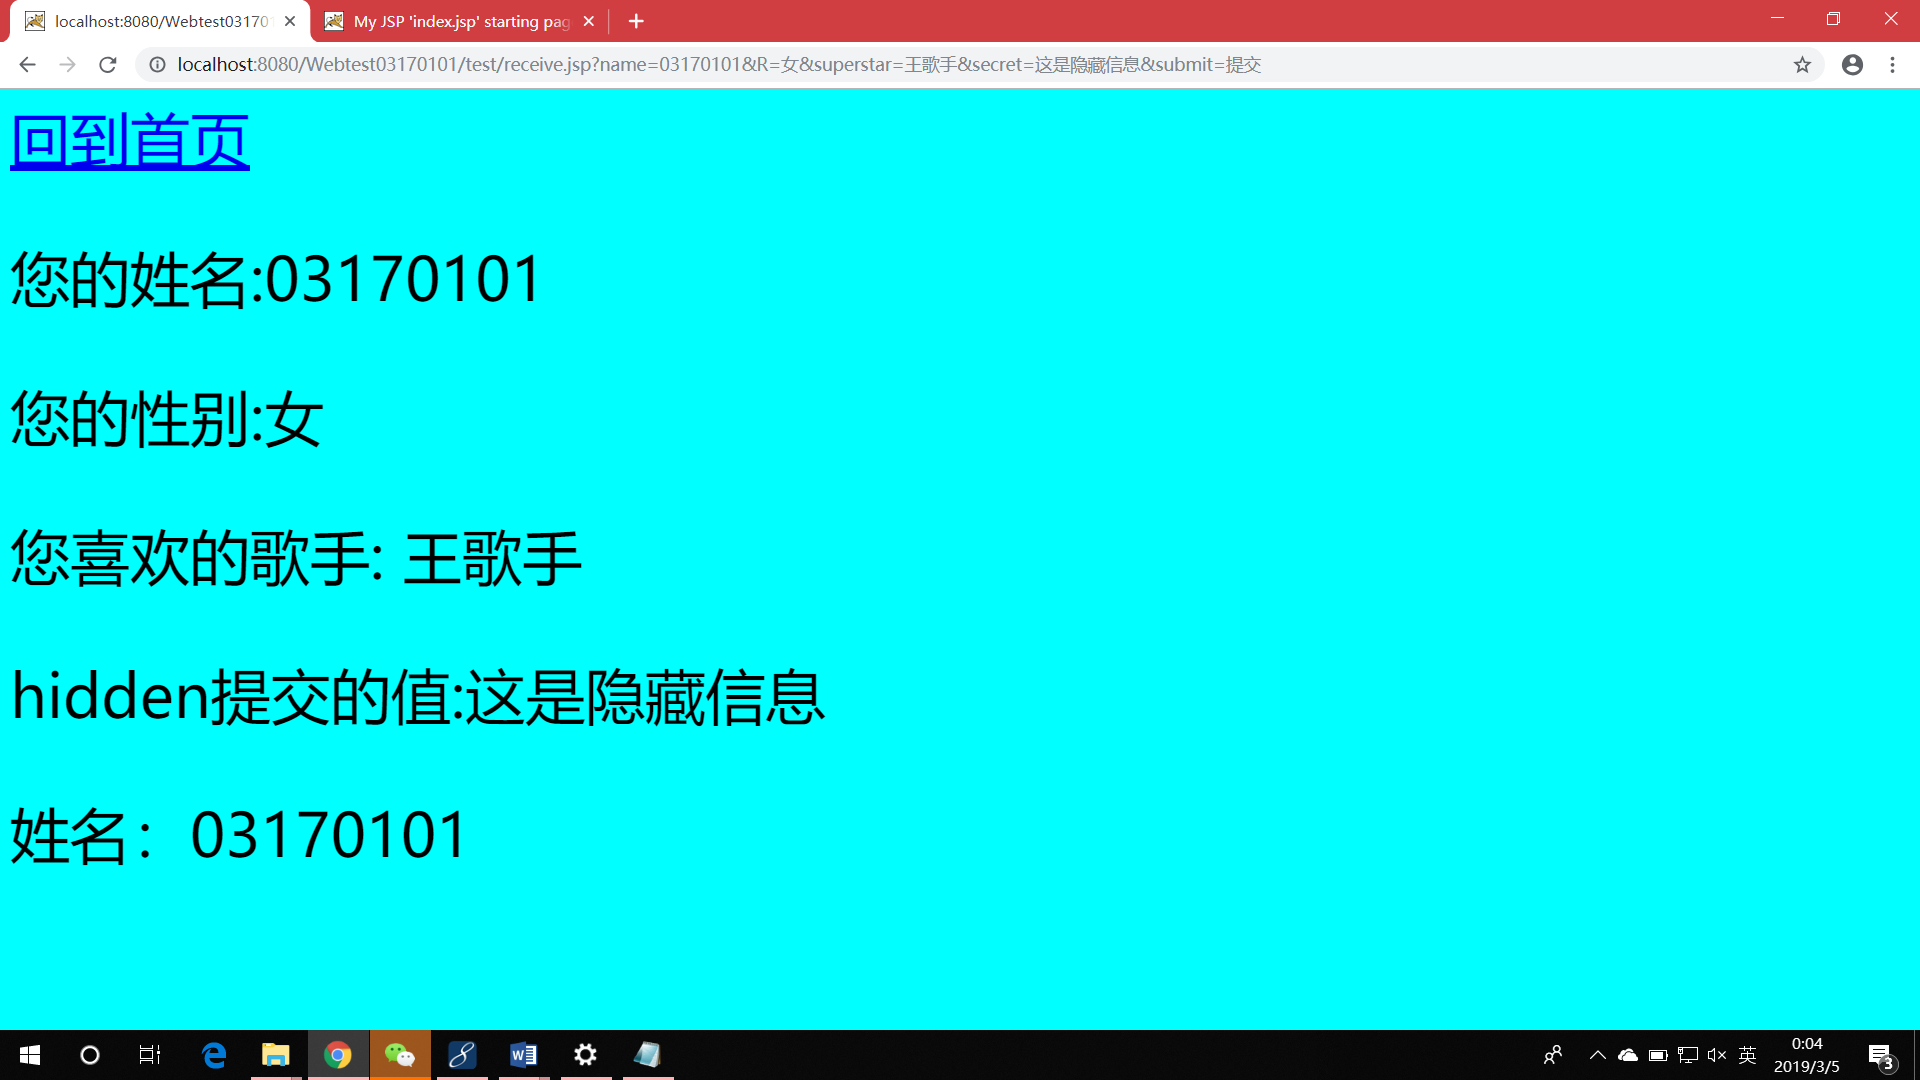 localhost:8080/Webtest03170
My JSP 'index.jsp' starting pag
localhost:8080/Webtest03170101/test/receive.jsp?name=03170101&R=女&superstar=王歌手&secret=这是隐藏信息&submit=提交
回到首页
您的姓名:03170101
您的性别:女
您喜欢的歌手: 王歌手
hidden提交的值:这是隐藏信息
姓名：03170101
英
0:04
2019/3/5
3